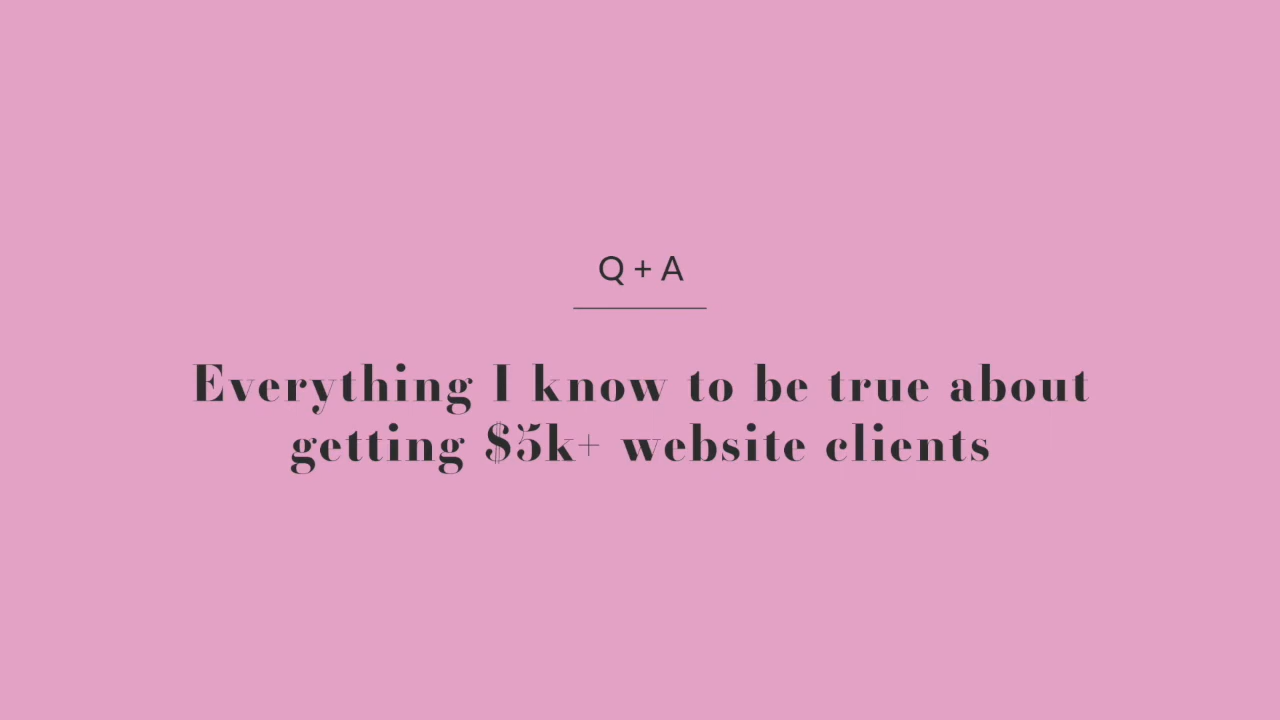 Q + A
Everything I know to be true about
getting $5k+ website clients